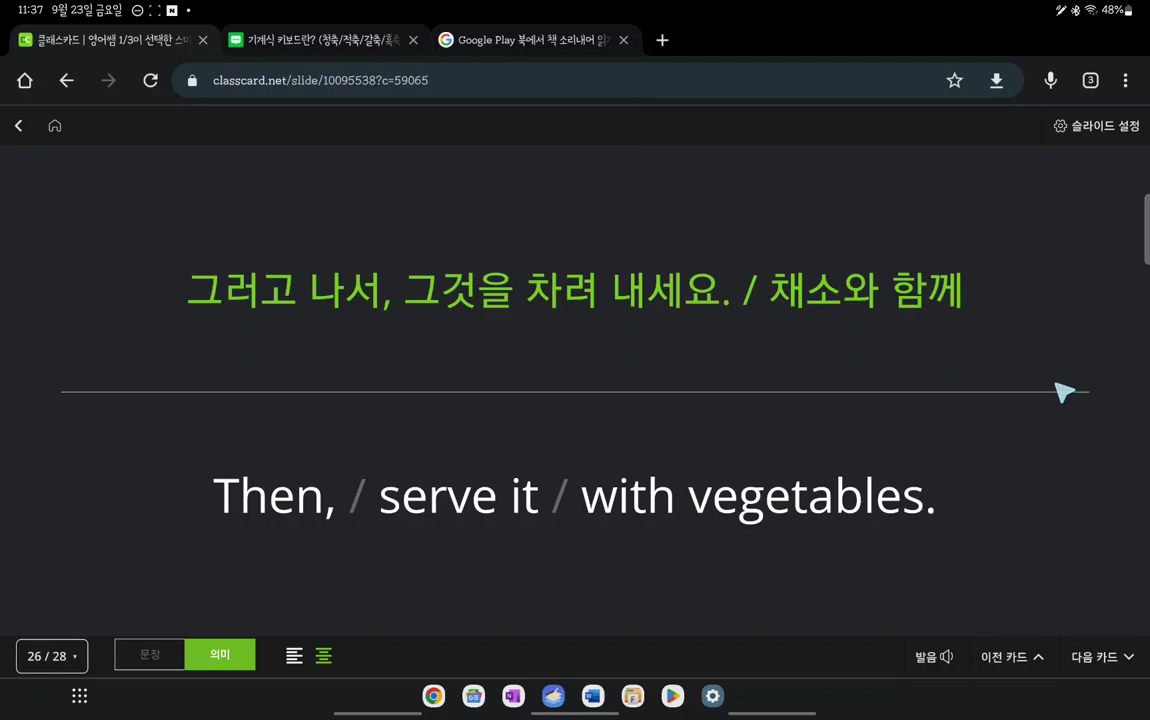 11:37 9월 23일 금요일 48%
클래스카드 | 영어쌤 1/3이 선택한 스마
기계식 키보드란? (청축/적축/갈축/흑축
Google Play 북에서 책 소리내어 읽기
classcard.net/slide/10095538?c=59065 3
슬라이드 설정
그러고 나서, 그것을 차려 내세요. / 채소와 함께
Then, / serve it / with vegetables.
26 / 28 문장 의미 발음 이전 카드 다음 카드